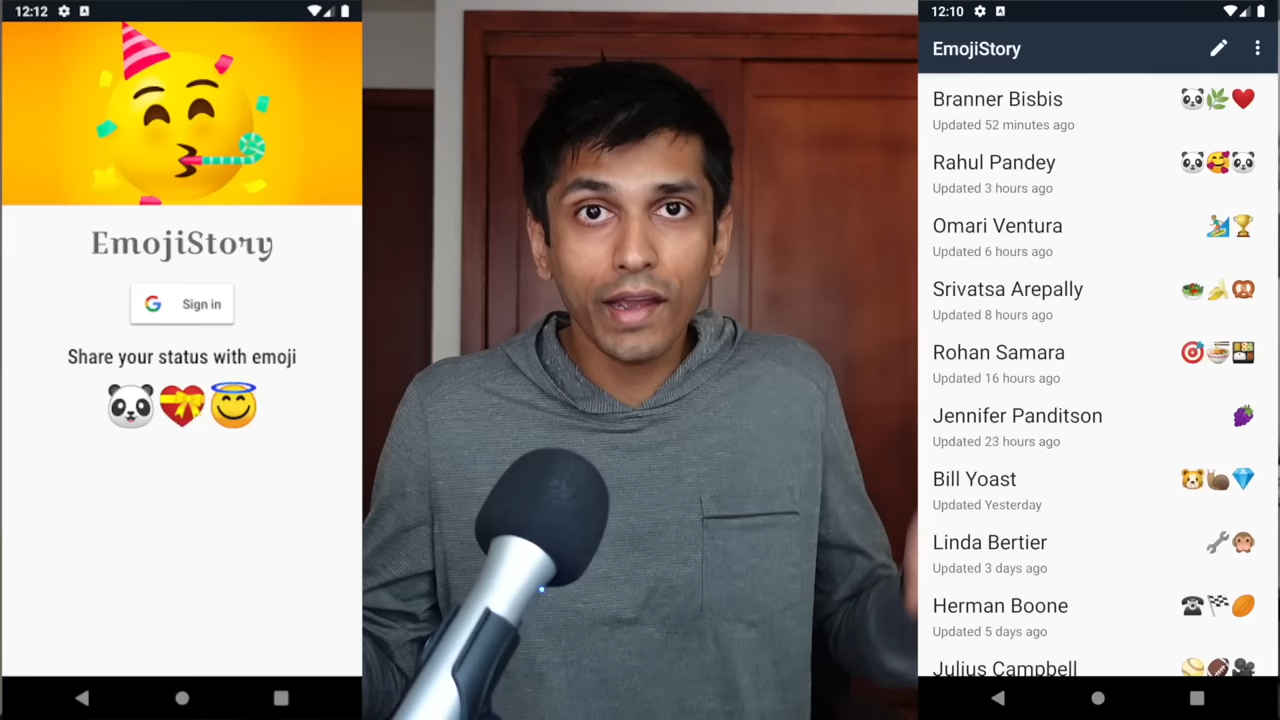 12:12
EmojiStory
Sign in
Share your status with emoji
12:10
EmojiStory
Branner Bisbis
Updated 52 minutes ago
Rahul Pandey
Updated 3 hours ago
Omari Ventura
Updated 6 hours ago
Srivatsa Arepally
Updated 8 hours ago
Rohan Samara
Updated 16 hours ago
Jennifer Panditson
Updated 23 hours ago
Bill Yoast
Updated Yesterday
Linda Bertier
Updated 3 days ago
Herman Boone
Updated 5 days ago
Julius Campbell